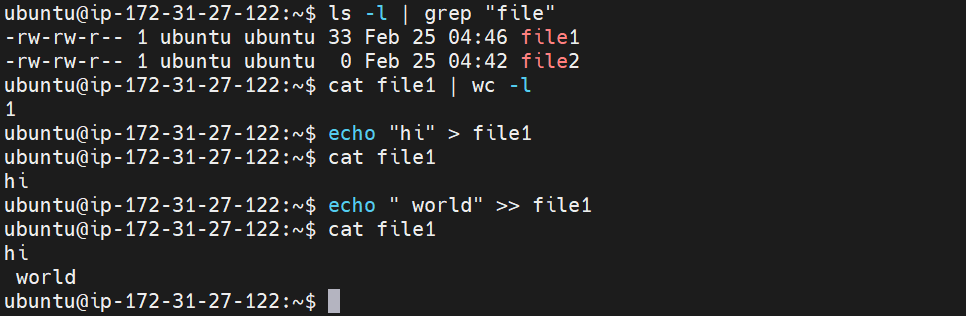 ubuntu@ip-172-31-27-122:~$ ls -l | grep "file"
-rw-rw-r-- 1 ubuntu ubuntu 33 Feb 25 04:46 file1
-rw-rw-r-- 1 ubuntu ubuntu  0 Feb 25 04:42 file2
ubuntu@ip-172-31-27-122:~$ cat file1 | wc -l
1
ubuntu@ip-172-31-27-122:~$ echo "hi" > file1
ubuntu@ip-172-31-27-122:~$ cat file1
hi
ubuntu@ip-172-31-27-122:~$ echo " world" >> file1
ubuntu@ip-172-31-27-122:~$ cat file1
hi
 world
ubuntu@ip-172-31-27-122:~$